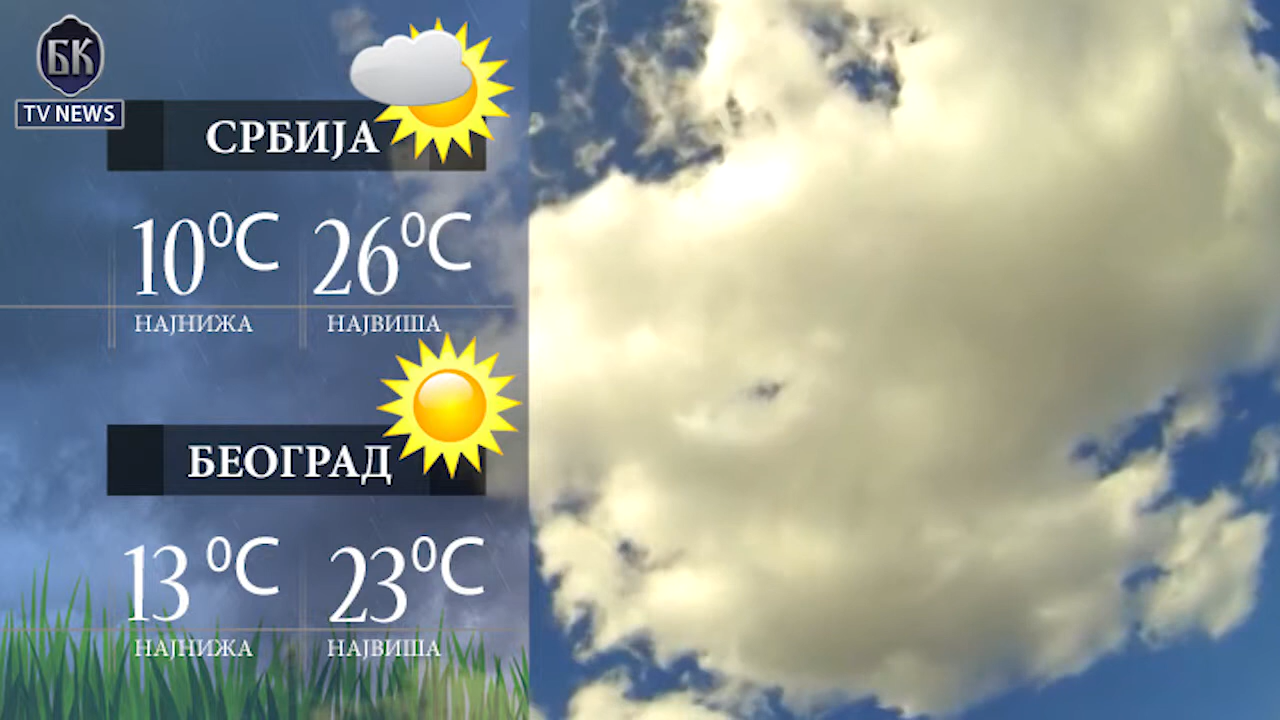 БК
TV NEWS
СРБИЈА
10°C 26°C
НАЈНИЖА НАЈВИША
БЕОГРАД
13 °C 23°C
НАЈНИЖА НАЈВИША